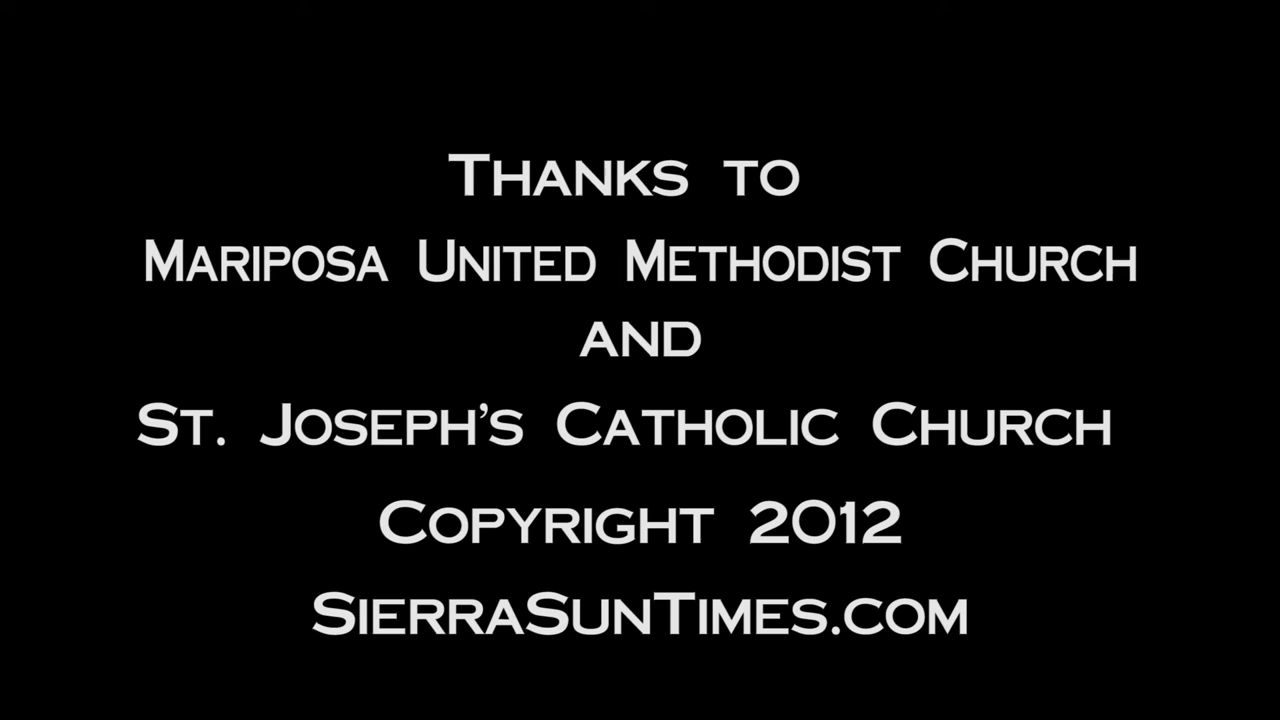 Thanks to
Mariposa United Methodist Church
and
St. Joseph's Catholic Church
Copyright 2012
SierraSunTimes.com